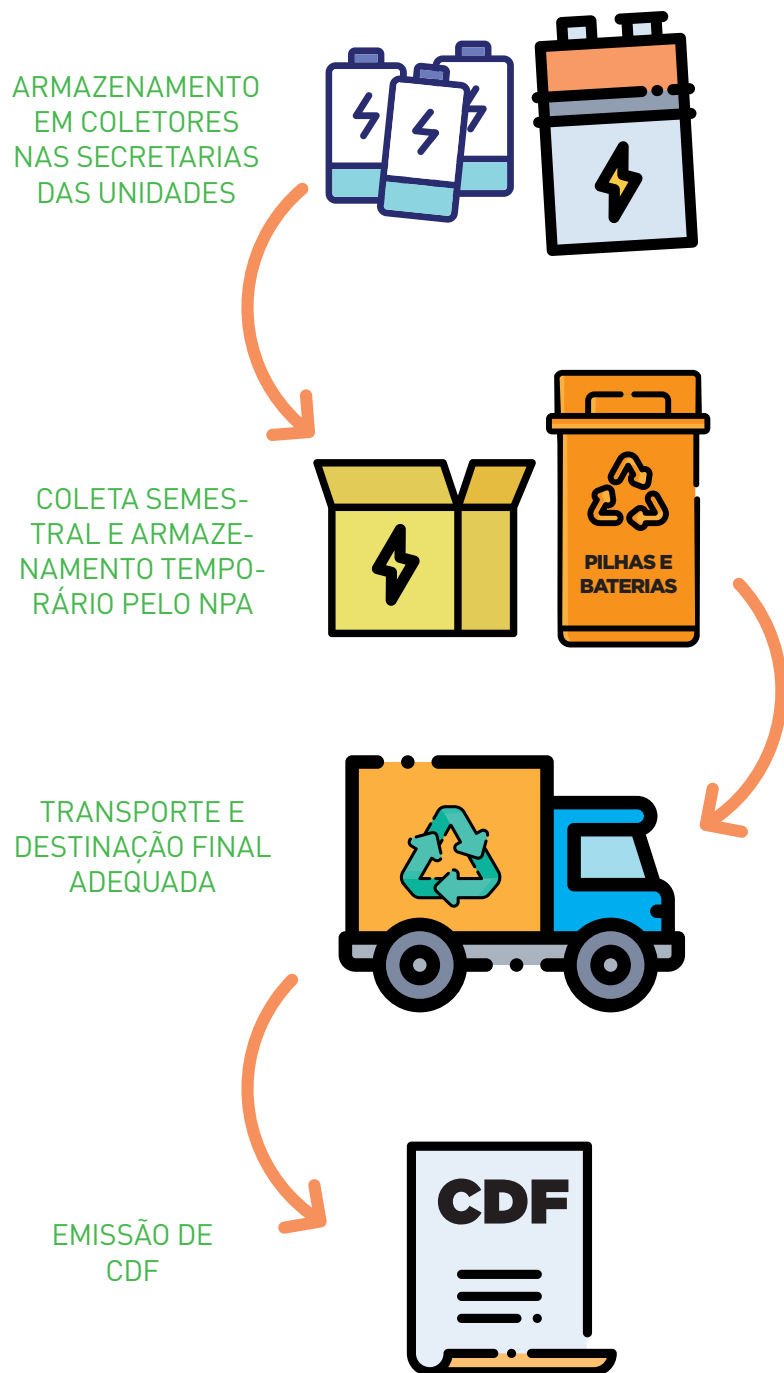 ARMAZENAMENTO
EM COLETORES
NAS SECRETARIAS
DAS UNIDADES
COLETA SEMES-
TRAL E ARMAZE-
NAMENTO TEMPO-
RÁRIO PELO NPA
PILHAS E
BATERIAS
TRANSPORTE E
DESTINAÇÃO FINAL
ADEQUADA
EMISSÃO DE
CDF
CDF